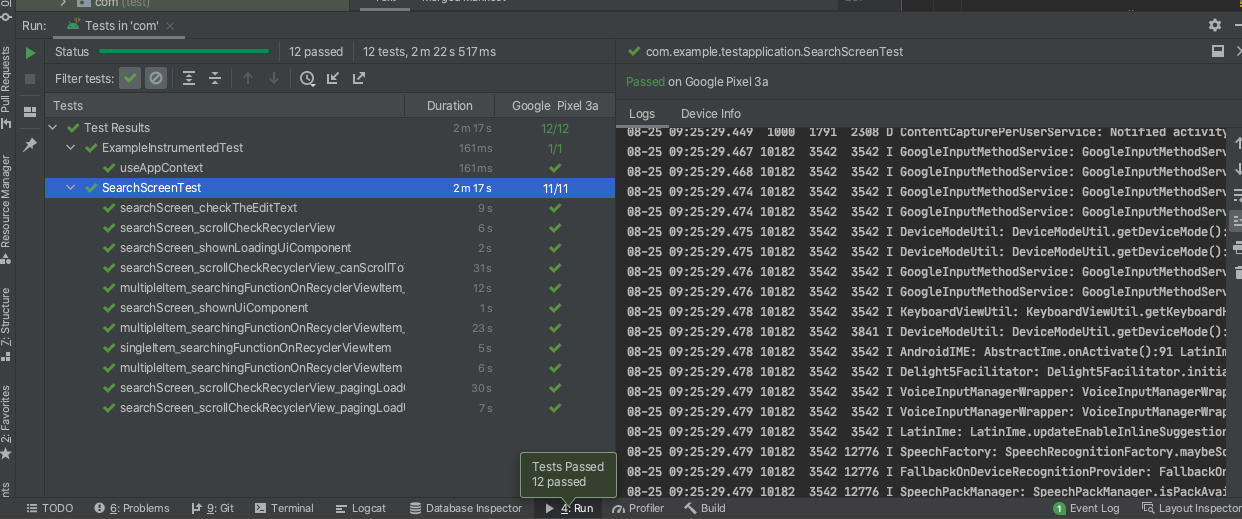 com (test)
Run: Tests in 'com'
Status 12 passed 12 tests, 2 m 22 s 517 ms
Filter tests:
Tests Duration Google Pixel 3a
Test Results 2 m 17 s 12/12
ExampleInstrumentedTest 161 ms 1/1
useAppContext 161 ms
SearchScreenTest 2 m 17 s 11/11
searchScreen_checkTheEditText 9 s
searchScreen_scrollCheckRecyclerView 6 s
searchScreen_shownLoadingUiComponent 2 s
searchScreen_scrollCheckRecyclerView_canScrollTo 31 s
multipleItem_searchingFunctionOnRecyclerViewItem_ 12 s
searchScreen_shownUiComponent 1 s
multipleItem_searchingFunctionOnRecyclerViewItem_ 23 s
singleItem_searchingFunctionOnRecyclerViewItem 5 s
multipleItem_searchingFunctionOnRecyclerViewItem 6 s
searchScreen_scrollCheckRecyclerView_pagingLoad 30 s
searchScreen_scrollCheckRecyclerView_pagingLoad 7 s
com.example.testapplication.SearchScreenTest
Passed on Google Pixel 3a
Logs Device Info
08-25 09:25:29.449 1000 1791 2308 D ContentCapturePerUserService: Notified activity
08-25 09:25:29.467 10182 3542 3542 I GoogleInputMethodService: GoogleInputMethodServ
08-25 09:25:29.468 10182 3542 3542 I GoogleInputMethodService: GoogleInputMethodServ
08-25 09:25:29.474 10182 3542 3542 I GoogleInputMethodService: GoogleInputMethodServ
08-25 09:25:29.474 10182 3542 3542 I GoogleInputMethodService: GoogleInputMethodServ
08-25 09:25:29.475 10182 3542 3542 I DeviceModeUtil: DeviceModeUtil.getDeviceMode():
08-25 09:25:29.475 10182 3542 3542 I DeviceModeUtil: DeviceModeUtil.getDeviceMode():
08-25 09:25:29.476 10182 3542 3542 I GoogleInputMethodService: GoogleInputMethodServ
08-25 09:25:29.476 10182 3542 3542 I GoogleInputMethodService: GoogleInputMethodServ
08-25 09:25:29.478 10182 3542 3542 I KeyboardViewUtil: KeyboardViewUtil.getKeyboardH
08-25 09:25:29.478 10182 3542 3841 I DeviceModeUtil: DeviceModeUtil.getDeviceMode():
08-25 09:25:29.478 10182 3542 3542 I AndroidIME: AbstractIme.onActivate():91 LatinIm
08-25 09:25:29.478 10182 3542 3542 I Delight5Facilitator: Delight5Facilitator.initia
08-25 09:25:29.479 10182 3542 3542 I VoiceInputManagerWrapper: VoiceInputManagerWrap
08-25 09:25:29.479 10182 3542 3542 I VoiceInputManagerWrapper: VoiceInputManagerWrap
08-25 09:25:29.479 10182 3542 3542 I LatinIme: LatinIme.updateEnableInlineSuggestion
08-25 09:25:29.479 10182 3542 12776 I SpeechFactory: SpeechRecognitionFactory.maybeSc
08-25 09:25:29.479 10182 3542 12776 I FallbackOnDeviceRecognitionProvider: FallbackOn
08-25 09:25:29.479 10182 3542 12776 I SpeechPackManager: SpeechPackManager.isPackAvai
Tests Passed
12 passed
Pull Requests
Resource Manager
7: Structure
2: Favorites
TODO 6: Problems 9: Git Terminal Logcat Database Inspector 4: Run Profiler Build 1 Event Log Layout Inspector